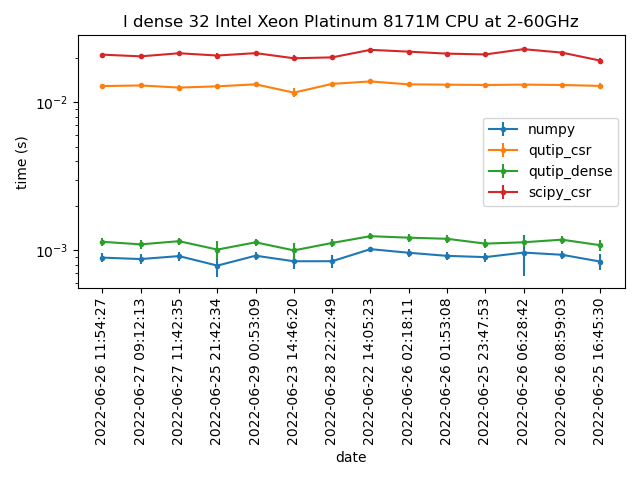 l dense 32 Intel Xeon Platinum 8171M CPU at 2-60GHz
time (s)
10⁻²
10⁻³
numpy
qutip_csr
qutip_dense
scipy_csr
2022-06-26 11:54:27
2022-06-27 09:12:13
2022-06-27 11:42:35
2022-06-25 21:42:34
2022-06-29 00:53:09
2022-06-23 14:46:20
2022-06-28 22:22:49
2022-06-22 14:05:23
2022-06-26 02:18:11
2022-06-26 01:53:08
2022-06-25 23:47:53
2022-06-26 06:28:42
2022-06-26 08:59:03
2022-06-25 16:45:30
date